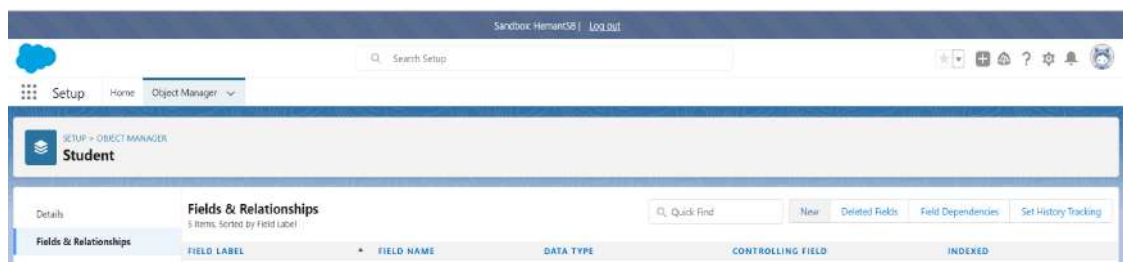 Sandbox: HemantSB | Log out
Search Setup
Setup Home Object Manager
SETUP > OBJECT MANAGER
Student
Details
Fields & Relationships
Fields & Relationships
5 Items, Sorted by Field Label
Quick Find
New Deleted Fields Field Dependencies Set History Tracking
FIELD LABEL FIELD NAME DATA TYPE CONTROLLING FIELD INDEXED